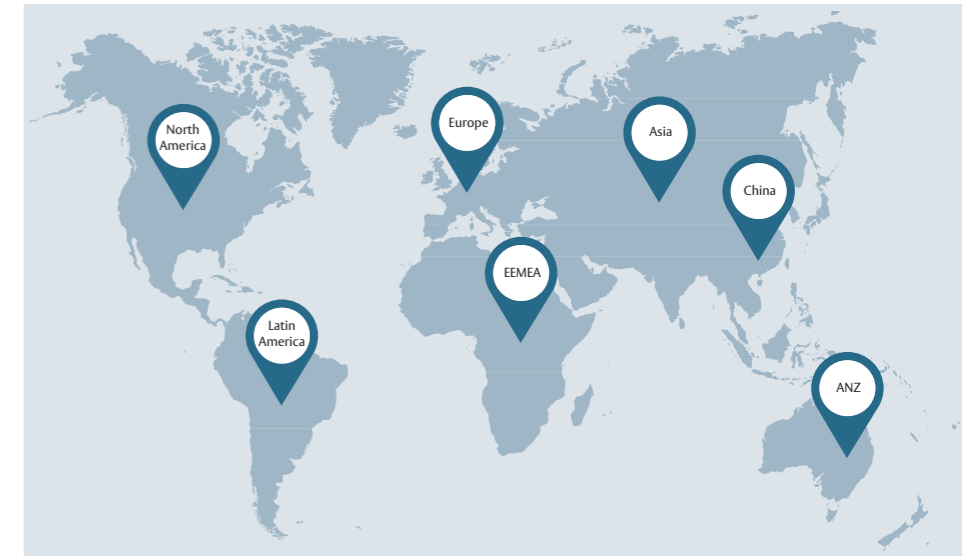 North
America
Europe
Asia
China
EEMEA
Latin
America
ANZ